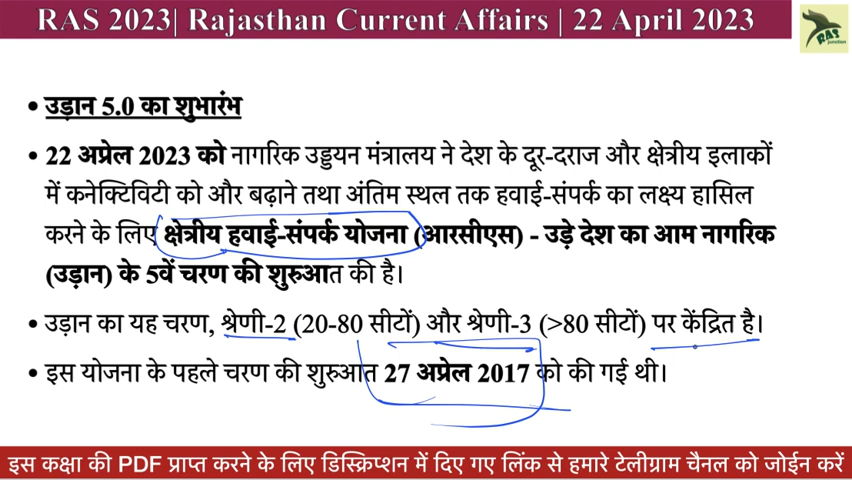 RAS 2023| Rajasthan Current Affairs | 22 April 2023
RAS
junction
• उड़ान 5.0 का शुभारंभ
• 22 अप्रेल 2023 को नागरिक उड्डयन मंत्रालय ने देश के दूर-दराज और क्षेत्रीय इलाकों
में कनेक्टिविटी को और बढ़ाने तथा अंतिम स्थल तक हवाई-संपर्क का लक्ष्य हासिल
करने के लिए क्षेत्रीय हवाई-संपर्क योजना (आरसीएस) - उड़े देश का आम नागरिक
(उड़ान) के 5वें चरण की शुरुआत की है।
• उड़ान का यह चरण, श्रेणी-2 (20-80 सीटों) और श्रेणी-3 (>80 सीटों) पर केंद्रित है।
• इस योजना के पहले चरण की शुरुआत 27 अप्रेल 2017 को की गई थी।
इस कक्षा की PDF प्राप्त करने के लिए डिस्क्रिप्शन में दिए गए लिंक से हमारे टेलीग्राम चैनल को जोईन करें